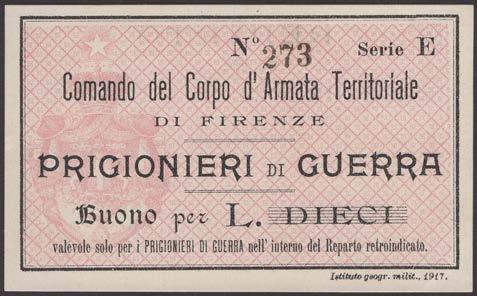 Nº 273 Serie E
Comando del Corpo d'Armata Territoriale
DI FIRENZE
PRIGIONIERI DI GUERRA
Buono per L. DIECI
valevole solo per i PRIGIONIERI DI GUERRA nell'interno del Reparto retroindicato.
Istituto geogr. milit., 1917.